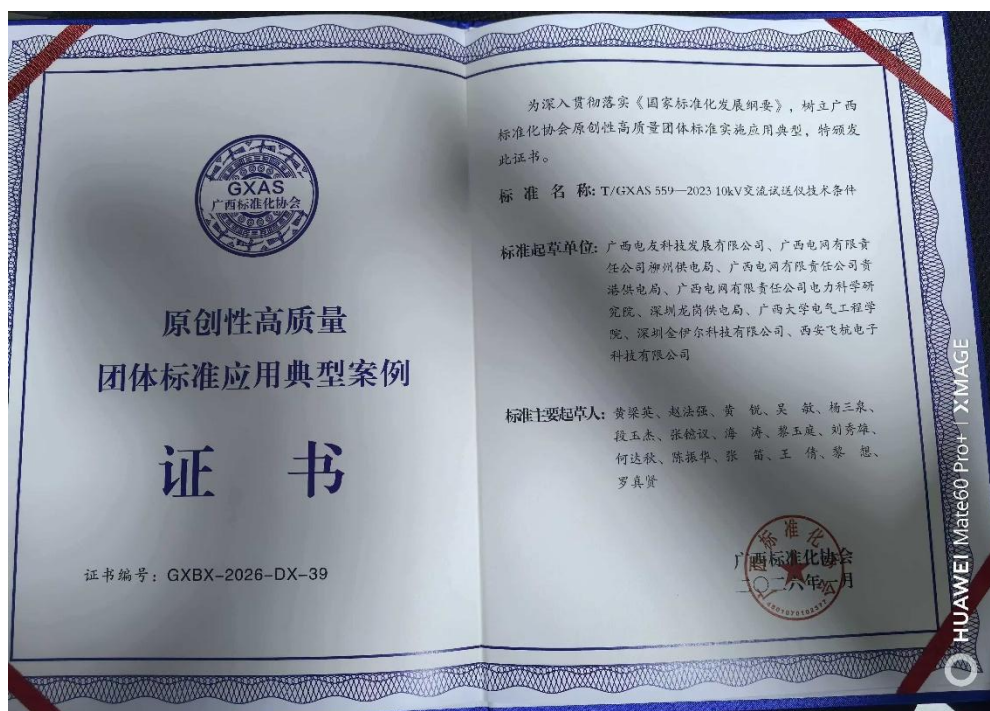 GXAS
广西标准化协会
原创性高质量
团体标准应用典型案例
证 书
证书编号：GXBX-2026-DX-39
为深入贯彻落实《国家标准化发展纲要》，树立广西
标准化协会原创性高质量团体标准实施应用典型，特颁发
此证书。
标 准 名 称：T/GXAS 559—2023 10kV交流试送仪技术条件
标准起草单位：广西电友科技发展有限公司、广西电网有限责
任公司柳州供电局、广西电网有限责任公司贵
港供电局、广西电网有限责任公司电力科学研
究院、深圳龙岗供电局、广西大学电气工程学
院、深圳金伊尔科技有限公司、西安飞杭电子
科技有限公司
标准主要起草人：黄梁英、赵法强、黄 锐、吴 敏、杨三泉、
段玉杰、张 议、海 涛、黎玉庭、刘秀雄、
何达秋、陈振华、张 笛、王 倩、黎 想、
罗真贤
广西标准化协会
二〇二六年一月
HUAWEI Mate60 Pro+ | XMAGE